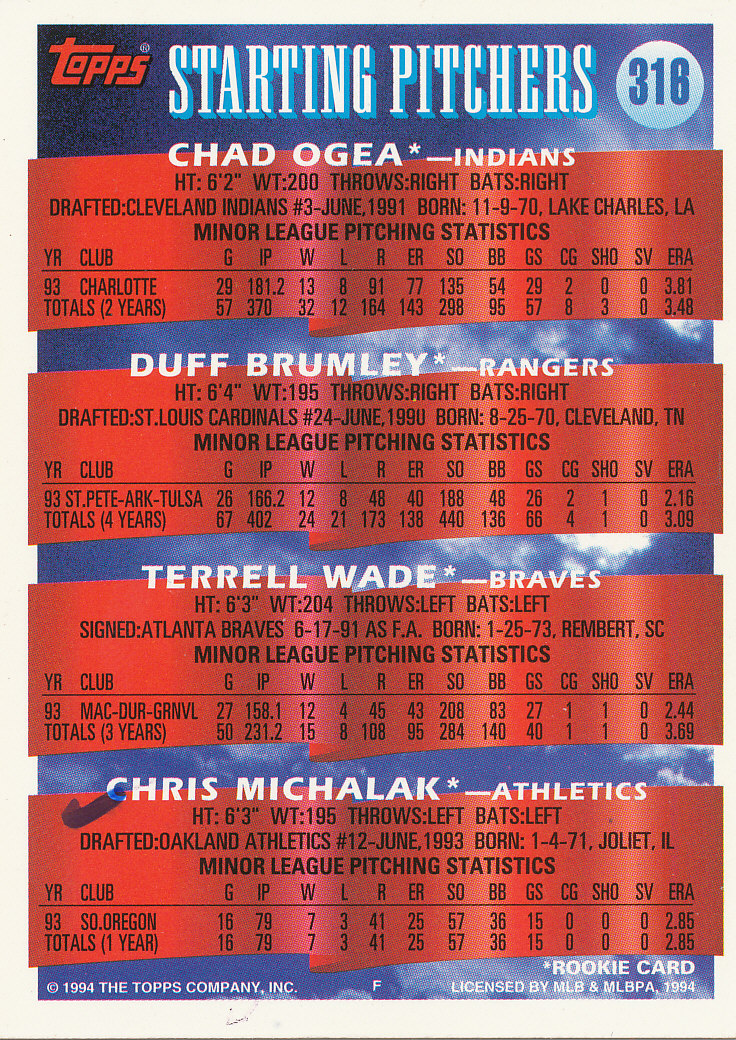 TOPPS®
STARTING PITCHERS
316
CHAD OGEA*—INDIANS
HT: 6'2" WT:200 THROWS:RIGHT BATS:RIGHT
DRAFTED:CLEVELAND INDIANS #3-JUNE,1991 BORN: 11-9-70, LAKE CHARLES, LA
MINOR LEAGUE PITCHING STATISTICS
YR CLUB G IP W L R ER SO BB GS CG SHO SV ERA
93 CHARLOTTE 29 181.2 13 8 91 77 135 54 29 2 0 0 3.81
TOTALS (2 YEARS) 57 370 32 12 164 143 298 95 57 8 3 0 3.48
DUFF BRUMLEY*—RANGERS
HT: 6'4" WT:195 THROWS:RIGHT BATS:RIGHT
DRAFTED:ST.LOUIS CARDINALS #24-JUNE,1990 BORN: 8-25-70, CLEVELAND, TN
MINOR LEAGUE PITCHING STATISTICS
YR CLUB G IP W L R ER SO BB GS CG SHO SV ERA
93 ST.PETE-ARK-TULSA 26 166.2 12 8 48 40 188 48 26 2 1 0 2.16
TOTALS (4 YEARS) 67 402 24 21 173 138 440 136 66 4 1 0 3.09
TERRELL WADE*—BRAVES
HT: 6'3" WT:204 THROWS:LEFT BATS:LEFT
SIGNED:ATLANTA BRAVES 6-17-91 AS F.A. BORN: 1-25-73, REMBERT, SC
MINOR LEAGUE PITCHING STATISTICS
YR CLUB G IP W L R ER SO BB GS CG SHO SV ERA
93 MAC-DUR-GRNVL 27 158.1 12 4 45 43 208 83 27 1 1 0 2.44
TOTALS (3 YEARS) 50 231.2 15 8 108 95 284 140 40 1 1 0 3.69
CHRIS MICHALAK*—ATHLETICS
HT: 6'3" WT:195 THROWS:LEFT BATS:LEFT
DRAFTED:OAKLAND ATHLETICS #12-JUNE,1993 BORN: 1-4-71, JOLIET, IL
MINOR LEAGUE PITCHING STATISTICS
YR CLUB G IP W L R ER SO BB GS CG SHO SV ERA
93 SO.OREGON 16 79 7 3 41 25 57 36 15 0 0 0 2.85
TOTALS (1 YEAR) 16 79 7 3 41 25 57 36 15 0 0 0 2.85
*ROOKIE CARD
© 1994 THE TOPPS COMPANY, INC. F LICENSED BY MLB & MLBPA, 1994